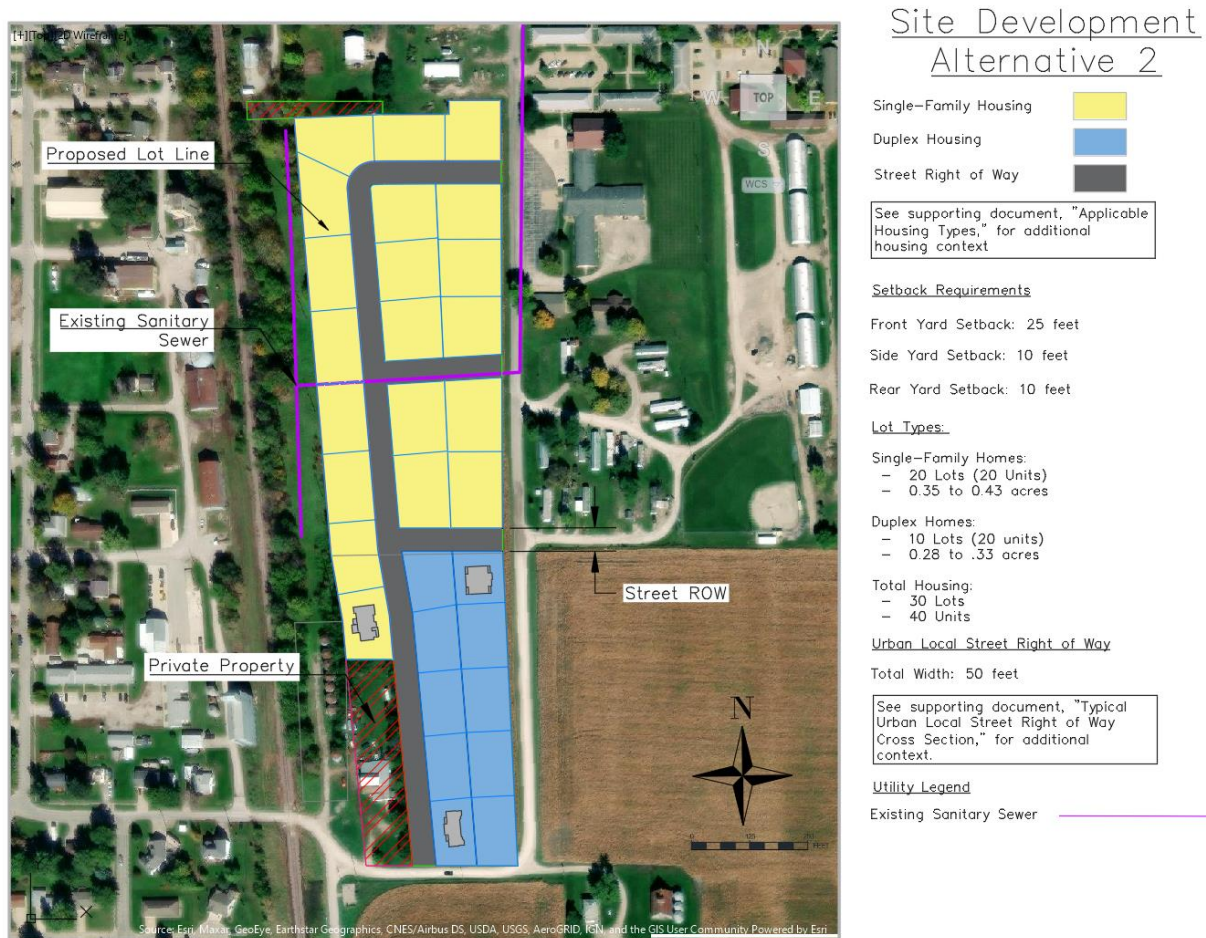 Site Development
Alternative 2
[+][Top][2D Wireframe]
N
W
TOP
E
S
WCS
Proposed Lot Line
Existing Sanitary
Sewer
Street ROW
Private Property
N
0
125
FEET
X
Source: Esri, Maxar, GeoEye, Earthstar Geographics, CNES/Airbus DS, USDA, USGS, AeroGRID, IGN, and the GIS User Community Powered by Esri
Single-Family Housing
Duplex Housing
Street Right of Way
See supporting document, "Applicable
Housing Types," for additional
housing context
Setback Requirements
Front Yard Setback: 25 feet
Side Yard Setback: 10 feet
Rear Yard Setback: 10 feet
Lot Types:
Single-Family Homes:
- 20 Lots (20 Units)
- 0.35 to 0.43 acres
Duplex Homes:
- 10 Lots (20 units)
- 0.28 to .33 acres
Total Housing:
- 30 Lots
- 40 Units
Urban Local Street Right of Way
Total Width: 50 feet
See supporting document, "Typical
Urban Local Street Right of Way
Cross Section," for additional
context.
Utility Legend
Existing Sanitary Sewer